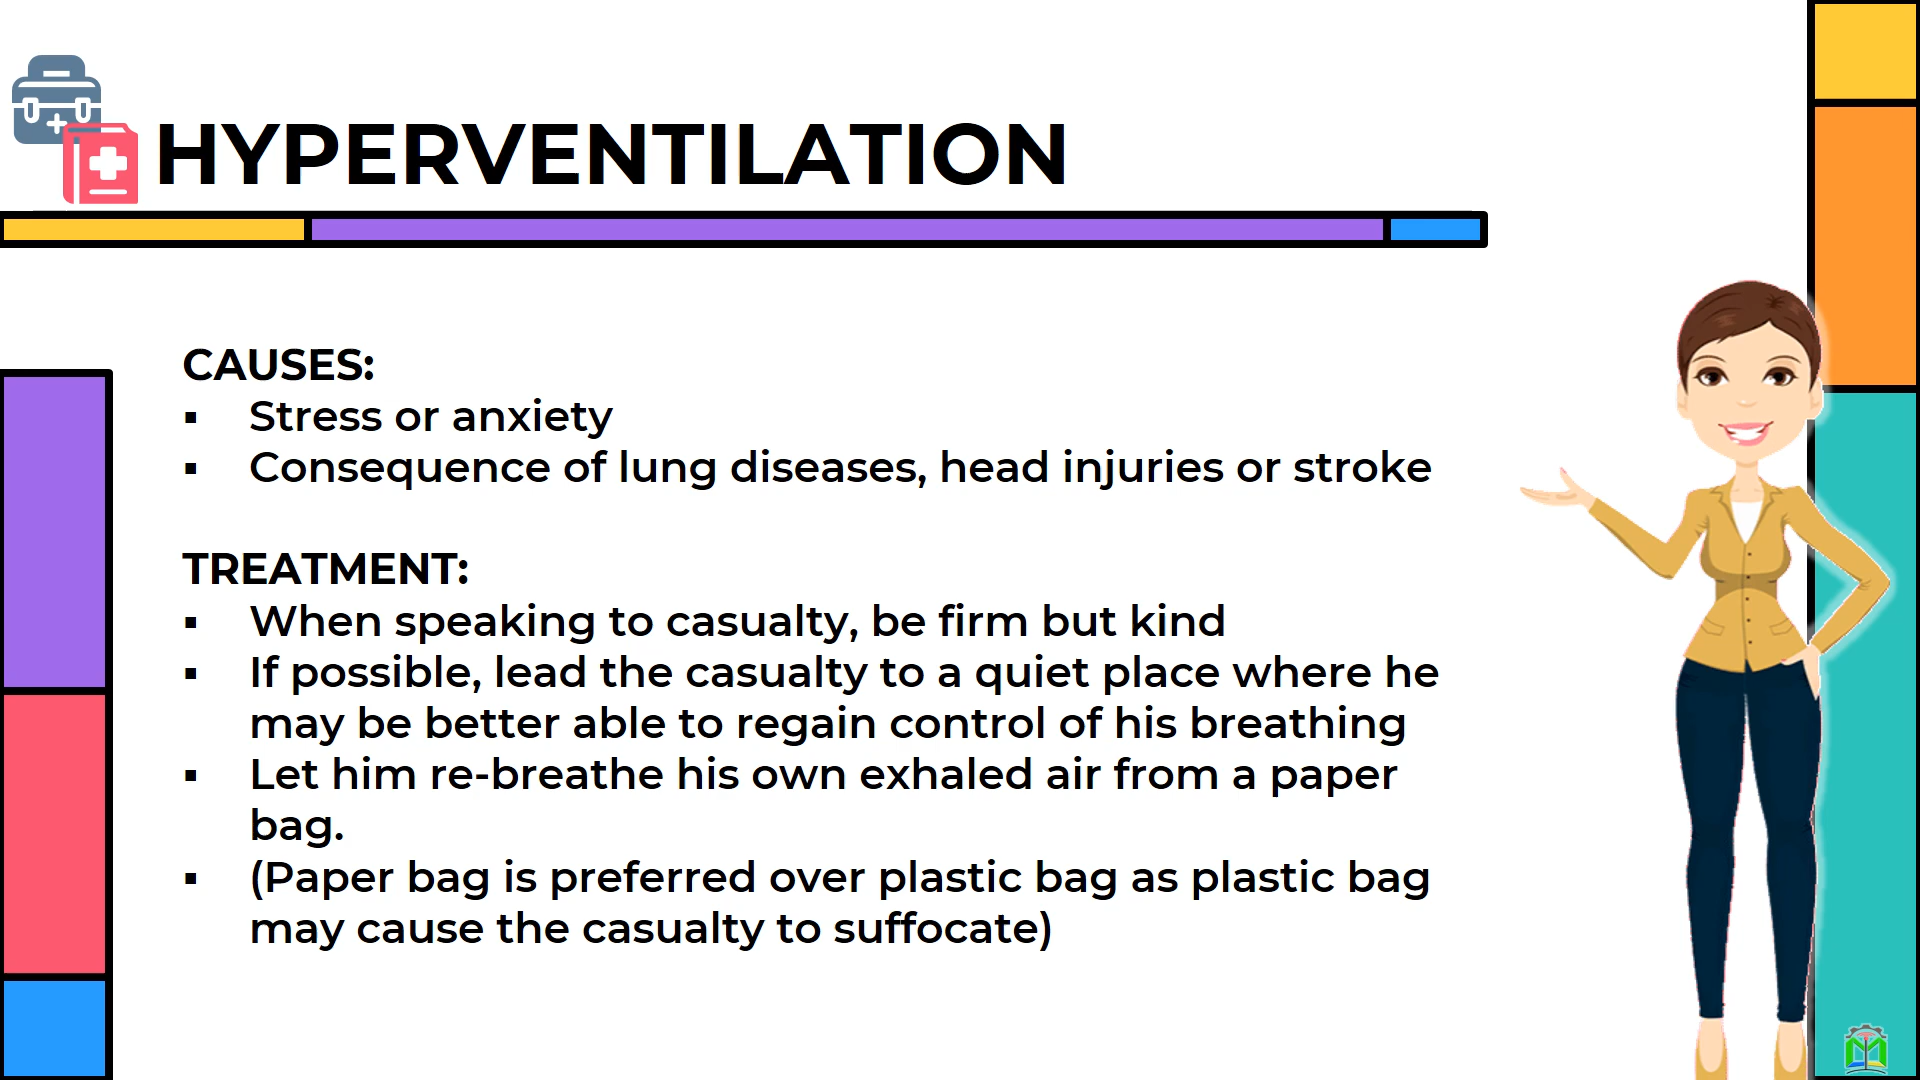 HYPERVENTILATION
CAUSES:
▪ Stress or anxiety
▪ Consequence of lung diseases, head injuries or stroke
TREATMENT:
▪ When speaking to casualty, be firm but kind
▪ If possible, lead the casualty to a quiet place where he
may be better able to regain control of his breathing
▪ Let him re-breathe his own exhaled air from a paper
bag.
▪ (Paper bag is preferred over plastic bag as plastic bag
may cause the casualty to suffocate)